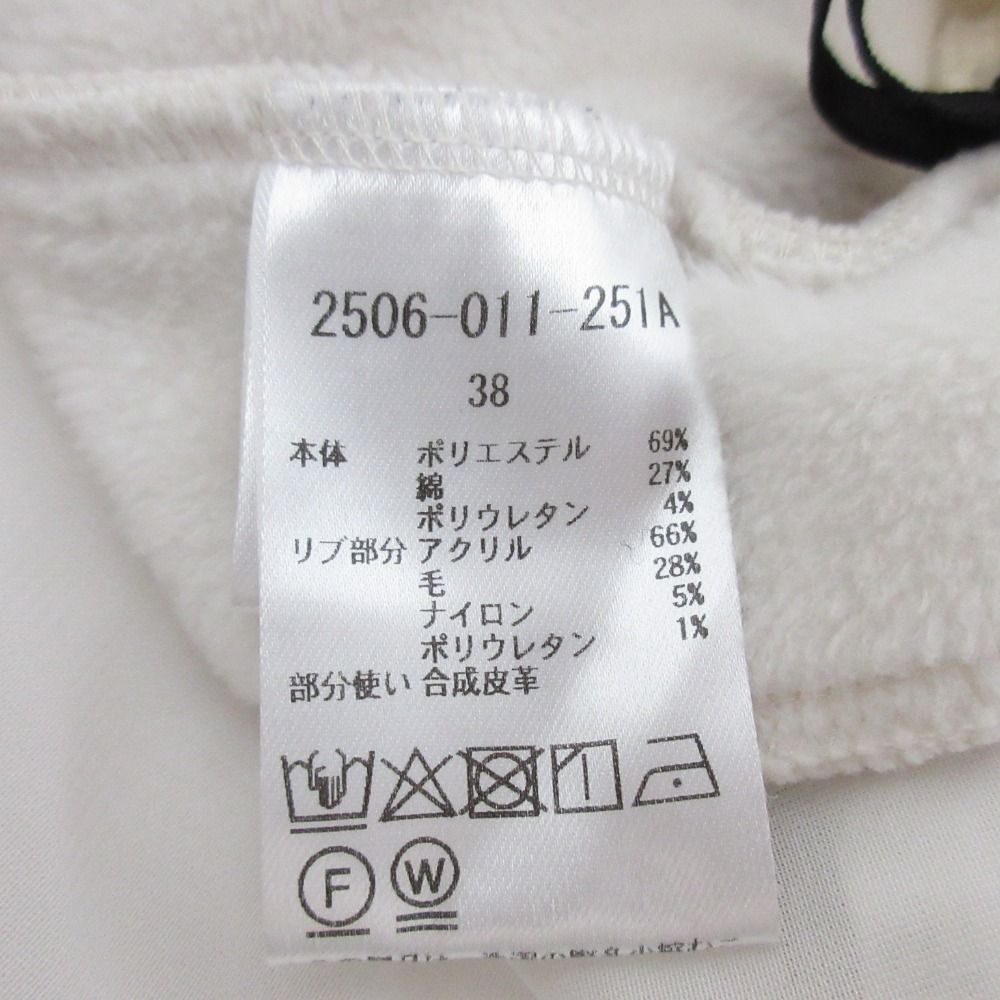 2506-011-251A
38
本体 ポリエステル 69%
綿 27%
ポリウレタン 4%
リブ部分 アクリル 66%
毛 28%
ナイロン 5%
ポリウレタン 1%
部分使い 合成皮革
F W